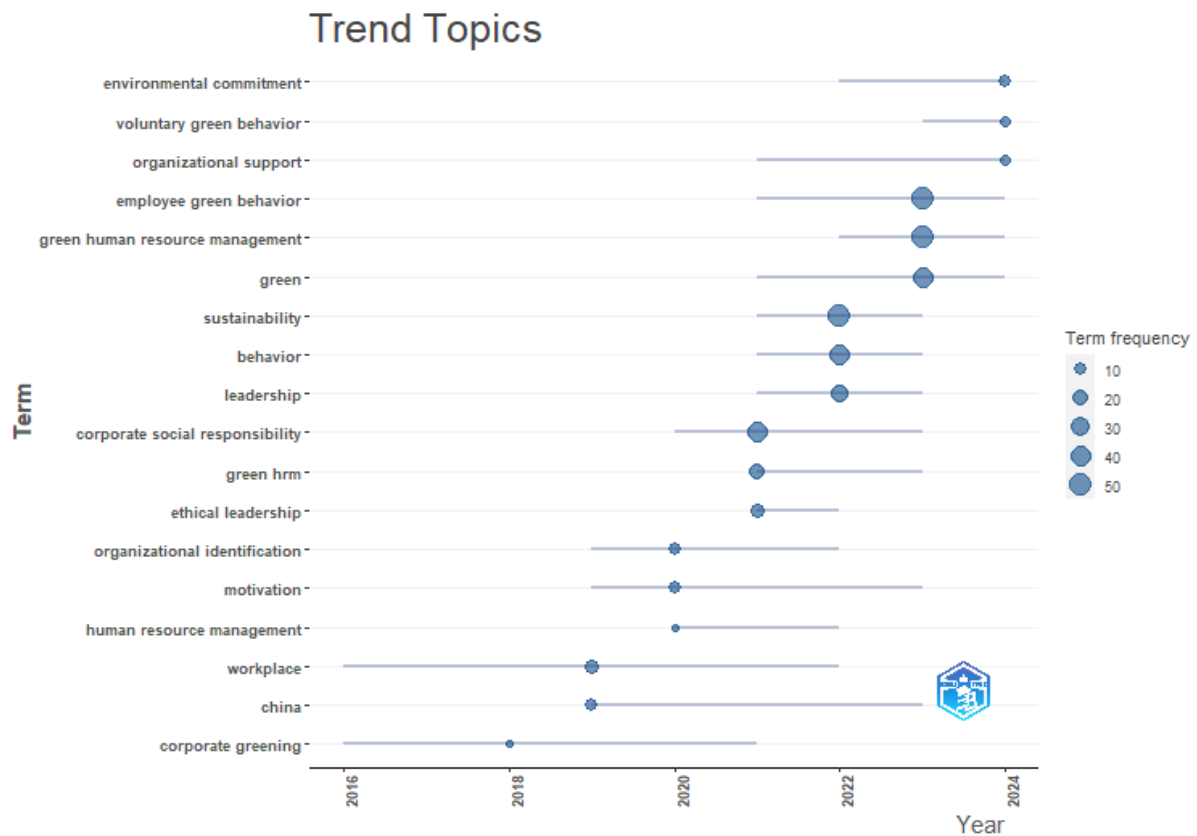 Trend Topics
environmental commitment
voluntary green behavior
organizational support
employee green behavior
green human resource management
green
sustainability
behavior
leadership
corporate social responsibility
green hrm
ethical leadership
organizational identification
motivation
human resource management
workplace
china
corporate greening
Term
2016
2018
2020
2022
2024
Year
Term frequency
10
20
30
40
50